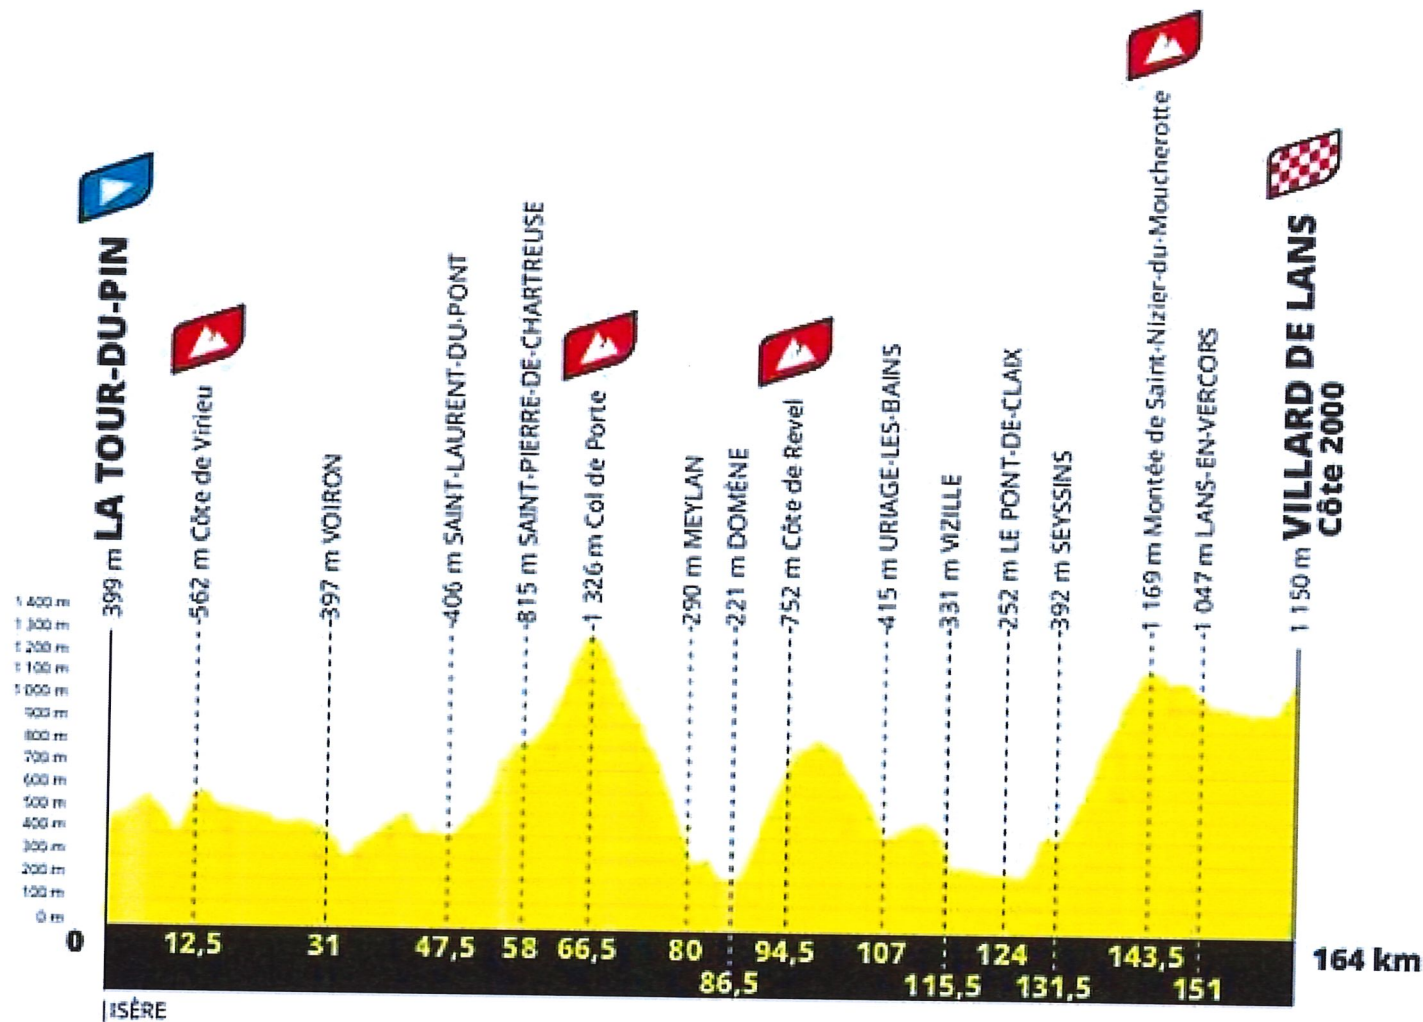 399 m LA TOUR-DU-PIN
562 m Côte de Virieu
397 m VOIRON
406 m SAINT-LAURENT-DU-PONT
815 m SAINT-PIERRE-DE-CHARTREUSE
1 326 m Col de Porte
290 m MEYLAN
221 m DOMÈNE
752 m Côte de Revel
415 m URIAGE-LES-BAINS
331 m VIZILLE
252 m LE PONT-DE-CLAIX
392 m SEYSSINS
1 169 m Montée de Saint-Nizier-du-Moucherotte
1 047 m LANS-EN-VERCORS
1 150 m VILLARD DE LANS
Côte 2000
1 400 m
1 300 m
1 200 m
1 100 m
1 000 m
900 m
800 m
700 m
600 m
500 m
400 m
300 m
200 m
100 m
0 m
0 12,5 31 47,5 58 66,5 80 94,5 107 124 143,5 164 km
86,5 115,5 131,5 151
ISÈRE